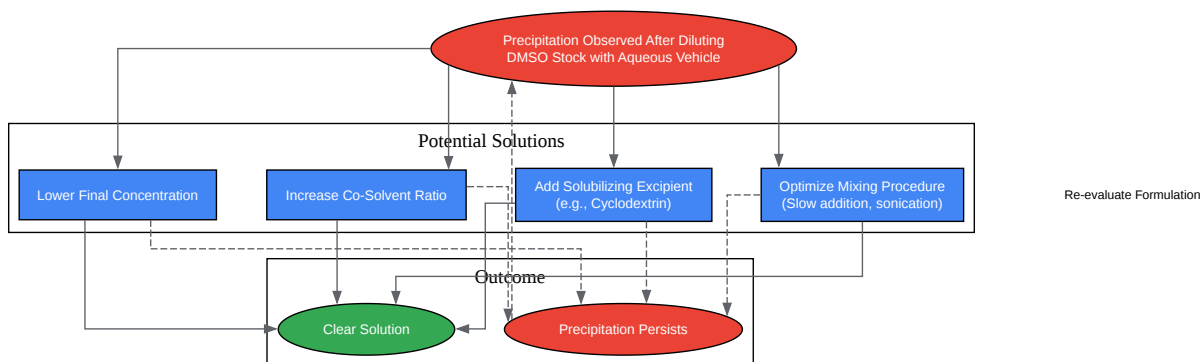 Precipitation Observed After Diluting
DMSO Stock with Aqueous Vehicle
Potential Solutions
Lower Final Concentration
Increase Co-Solvent Ratio
Add Solubilizing Excipient
(e.g., Cyclodextrin)
Optimize Mixing Procedure
(Slow addition, sonication)
Re-evaluate Formulation
Outcome
Clear Solution
Precipitation Persists